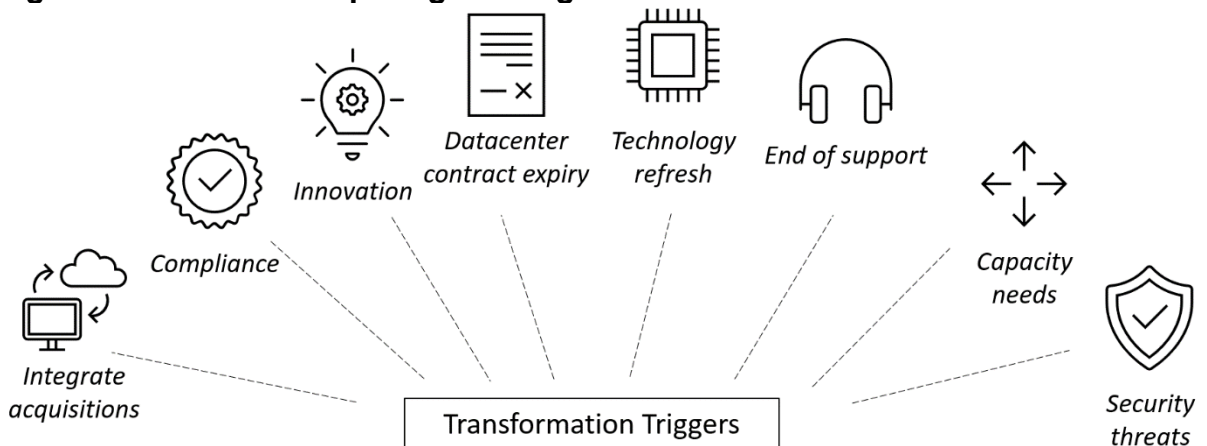 Datacenter
contract expiry
Technology
refresh
End of support
Innovation
Compliance
Capacity
needs
Integrate
acquisitions
Security
threats
Transformation Triggers